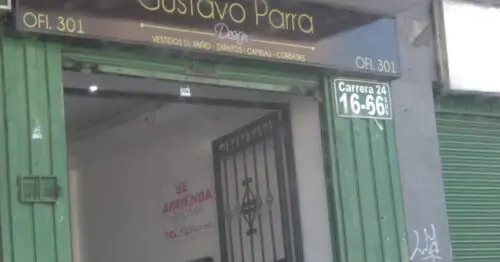 Gustavo Parra
Design
OFI. 301
VESTIDOS DE PAÑO - ZAPATOS - CAMISAS - CORBATAS
OFI. 301
Carrera 24
16-66
SE
ARRIENDA
TEL.